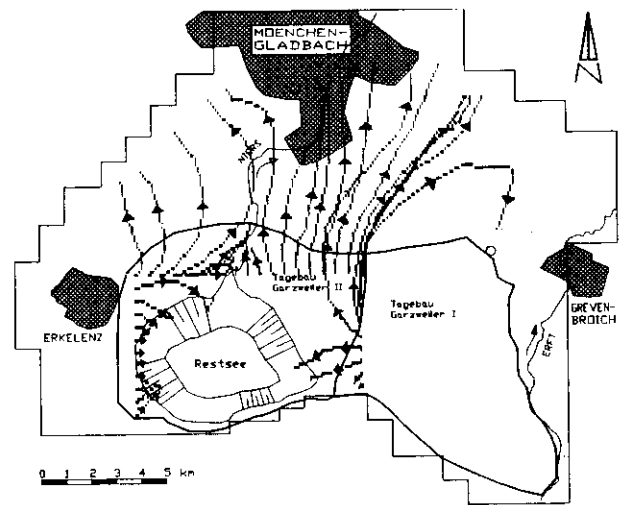 MOENCHEN-
GLADBACH
NIERS
Tagebau
Garzweiler II
Tagebau
Garzweiler I
GREVEN-
BROICH
ERKELENZ
Restsee
ERFT
N
0 1 2 3 4 5 km